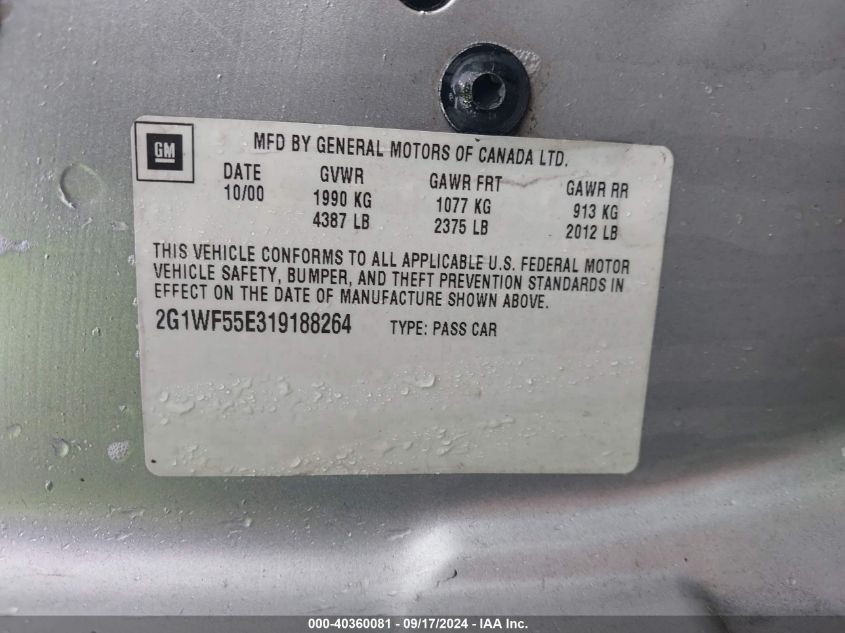 GM
MFD BY GENERAL MOTORS OF CANADA LTD.
DATE GVWR GAWR FRT GAWR RR
10/00 1990 KG 1077 KG 913 KG
4387 LB 2375 LB 2012 LB
THIS VEHICLE CONFORMS TO ALL APPLICABLE U.S. FEDERAL MOTOR
VEHICLE SAFETY, BUMPER, AND THEFT PREVENTION STANDARDS IN
EFFECT ON THE DATE OF MANUFACTURE SHOWN ABOVE.
2G1WF55E319188264 TYPE: PASS CAR
000-40360081 - 09/17/2024 - IAA Inc.